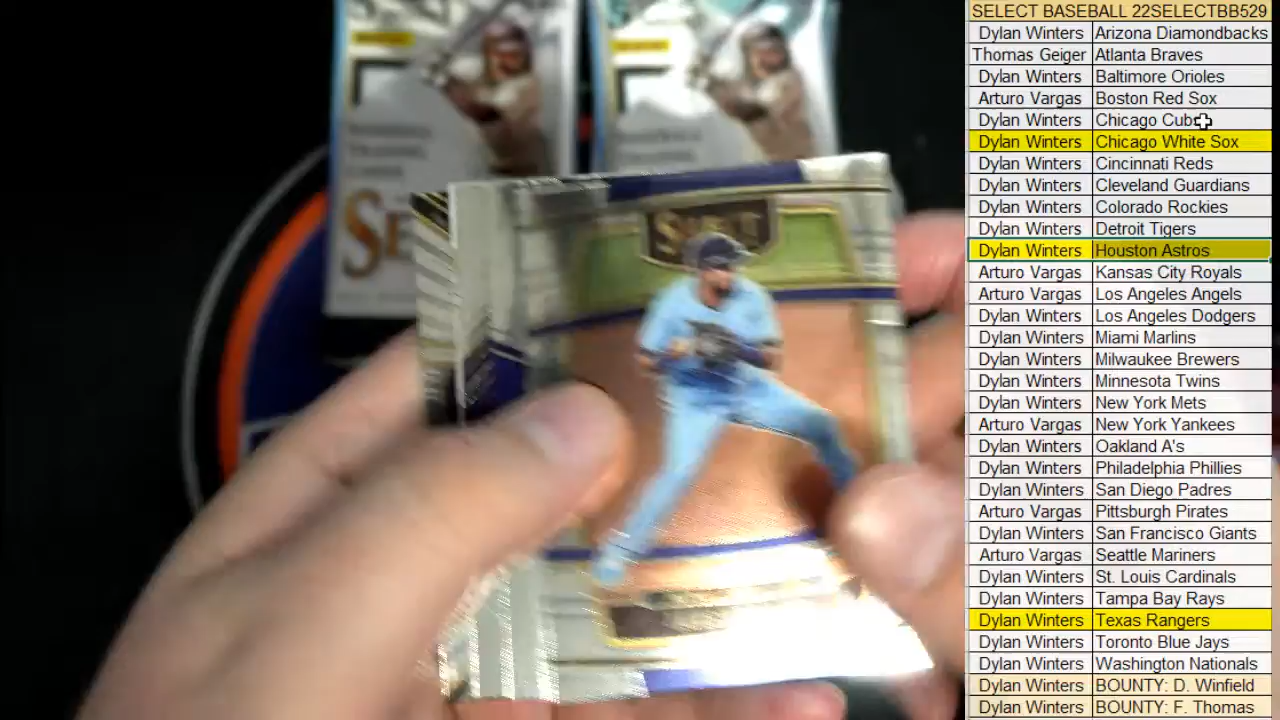 SELECT
SELECT BASEBALL 22SELECTBB529
Dylan Winters Arizona Diamondbacks
Thomas Geiger Atlanta Braves
Dylan Winters Baltimore Orioles
Arturo Vargas Boston Red Sox
Dylan Winters Chicago Cubs
Dylan Winters Chicago White Sox
Dylan Winters Cincinnati Reds
Dylan Winters Cleveland Guardians
Dylan Winters Colorado Rockies
Dylan Winters Detroit Tigers
Dylan Winters Houston Astros
Arturo Vargas Kansas City Royals
Arturo Vargas Los Angeles Angels
Dylan Winters Los Angeles Dodgers
Dylan Winters Miami Marlins
Dylan Winters Milwaukee Brewers
Dylan Winters Minnesota Twins
Dylan Winters New York Mets
Arturo Vargas New York Yankees
Dylan Winters Oakland A's
Dylan Winters Philadelphia Phillies
Dylan Winters San Diego Padres
Arturo Vargas Pittsburgh Pirates
Dylan Winters San Francisco Giants
Arturo Vargas Seattle Mariners
Dylan Winters St. Louis Cardinals
Dylan Winters Tampa Bay Rays
Dylan Winters Texas Rangers
Dylan Winters Toronto Blue Jays
Dylan Winters Washington Nationals
Dylan Winters BOUNTY: D. Winfield
Dylan Winters BOUNTY: F. Thomas